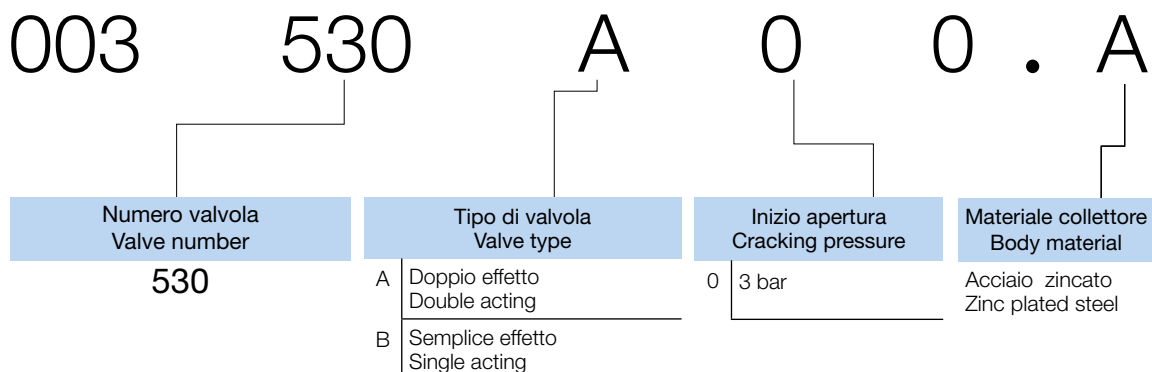 003 530 A 0 0 . A
Numero valvola
Valve number
530
Tipo di valvola
Valve type
A Doppio effetto
Double acting
B Semplice effetto
Single acting
Inizio apertura
Cracking pressure
0 3 bar
Materiale collettore
Body material
Acciaio zincato
Zinc plated steel